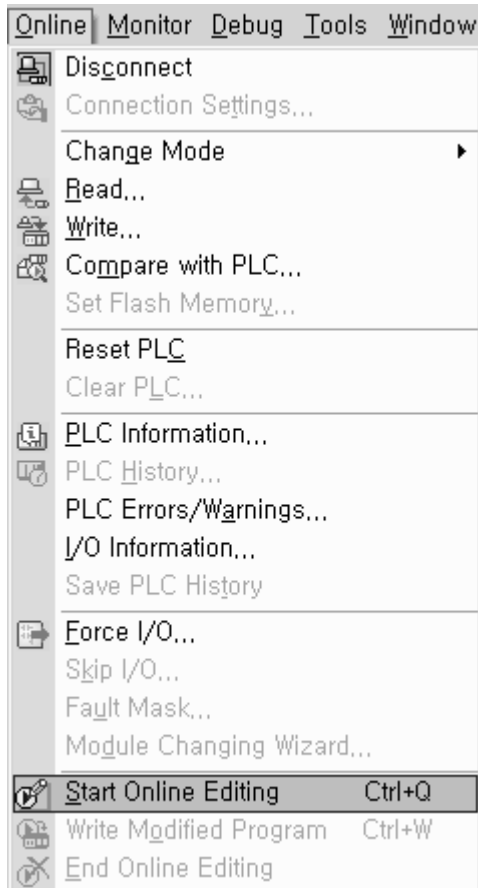 Online Monitor Debug Tools Window
Disconnect
Connection Settings...
Change Mode
Read...
Write...
Compare with PLC...
Set Flash Memory...
Reset PLC
Clear PLC...
PLC Information...
PLC History...
PLC Errors/Warnings...
I/O Information...
Save PLC History
Force I/O...
Skip I/O...
Fault Mask...
Module Changing Wizard...
Start Online Editing Ctrl+Q
Write Modified Program Ctrl+W
End Online Editing